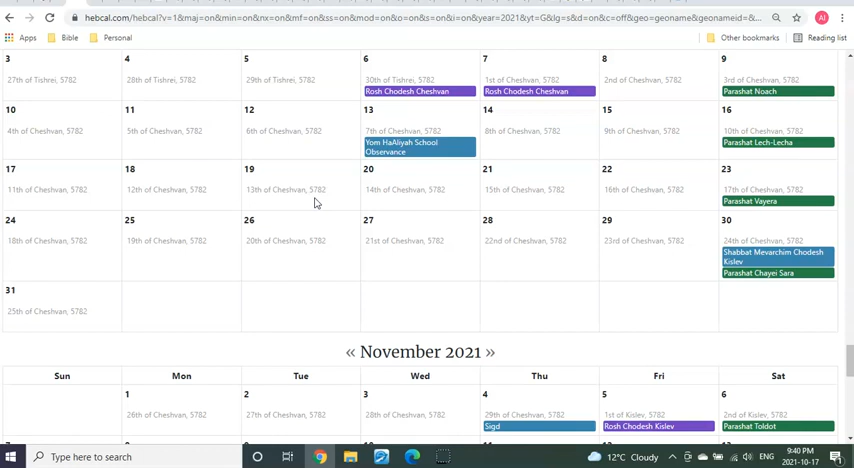 hebcal.com/hebcal?v=1&maj=on&min=on&nx=on&mf=on&ss=on&mod=on&o=on&s=on&i=on&year=2021&yt=G&lg=s&d=on&c=off&geo=geoname&geonameid=&...
AI
Apps Bible Personal Other bookmarks Reading list
3 4 5 6 7 8 9
27th of Tishrei, 5782 28th of Tishrei, 5782 29th of Tishrei, 5782 30th of Tishrei, 5782 1st of Cheshvan, 5782 2nd of Cheshvan, 5782 3rd of Cheshvan, 5782
Rosh Chodesh Cheshvan Rosh Chodesh Cheshvan Parashat Noach
10 11 12 13 14 15 16
4th of Cheshvan, 5782 5th of Cheshvan, 5782 6th of Cheshvan, 5782 7th of Cheshvan, 5782 8th of Cheshvan, 5782 9th of Cheshvan, 5782 10th of Cheshvan, 5782
Yom HaAliyah School Parashat Lech-Lecha
Observance
17 18 19 20 21 22 23
11th of Cheshvan, 5782 12th of Cheshvan, 5782 13th of Cheshvan, 5782 14th of Cheshvan, 5782 15th of Cheshvan, 5782 16th of Cheshvan, 5782 17th of Cheshvan, 5782
Parashat Vayera
24 25 26 27 28 29 30
18th of Cheshvan, 5782 19th of Cheshvan, 5782 20th of Cheshvan, 5782 21st of Cheshvan, 5782 22nd of Cheshvan, 5782 23rd of Cheshvan, 5782 24th of Cheshvan, 5782
Shabbat Mevarchim Chodesh
Kislev
Parashat Chayei Sara
31
25th of Cheshvan, 5782
« November 2021 »
Sun Mon Tue Wed Thu Fri Sat
1 2 3 4 5 6
26th of Cheshvan, 5782 27th of Cheshvan, 5782 28th of Cheshvan, 5782 29th of Cheshvan, 5782 1st of Kislev, 5782 2nd of Kislev, 5782
Sigd Rosh Chodesh Kislev Parashat Toldot
Type here to search 12°C Cloudy ENG
9:40 PM
2021-10-17